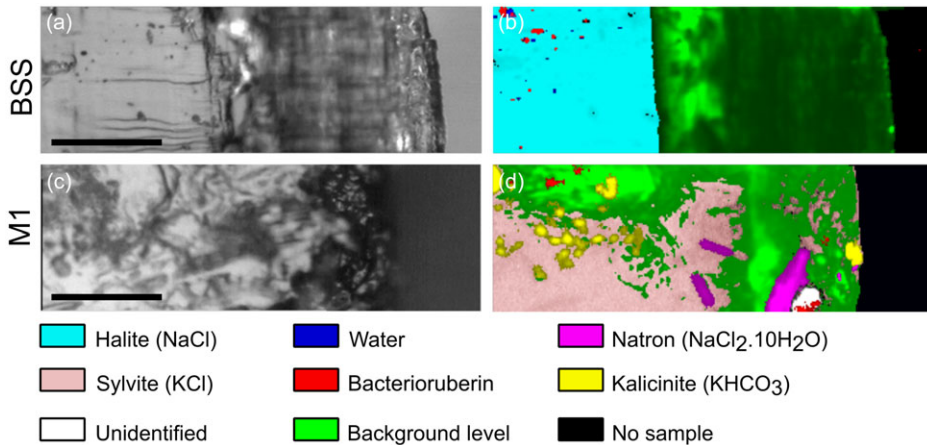 BSS
(a)
(b)
M1
(c)
(d)
Halite (NaCl)
Water
Natron (NaCl₂.10H₂O)
Sylvite (KCl)
Bacterioruberin
Kalicinite (KHCO₃)
Unidentified
Background level
No sample